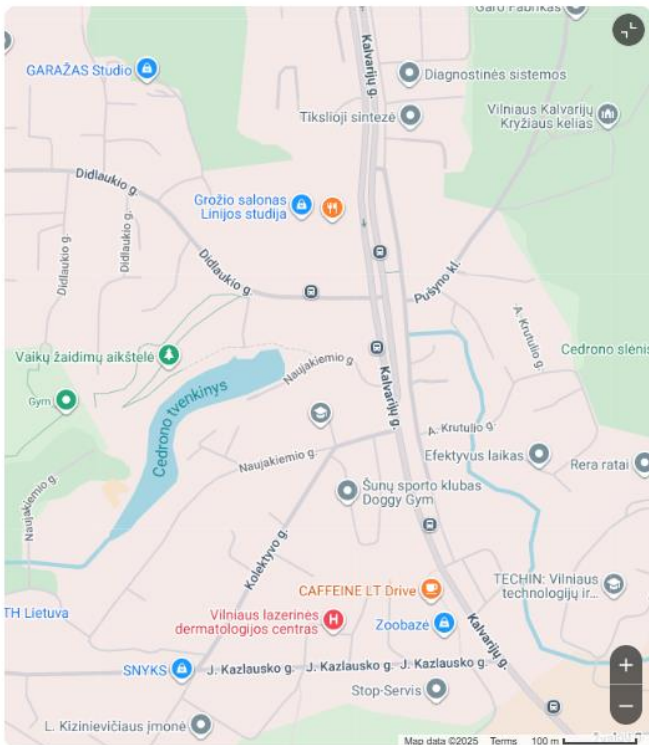 Garo Fabrikas
Kalvarijų g.
GARAŽAS Studio
Diagnostinės sistemos
Tikslioji sintezė
Vilniaus Kalvarijų
Kryžiaus kelias
Didlaukio g.
Grožio salonas
Linijos studija
Didlaukio g.
Didlaukio g.
Didlaukio g.
Pušyno kl.
A. Krutulio g.
Vaikų žaidimų aikštelė
Naujakiemio g.
Cedrono slėnis
Gym
Cedrono tvenkinys
Kalvarijų g.
A. Krutulio g.
Naujakiemio g.
Efektyvus laikas
Rera ratai
Šunų sporto klubas
Doggy Gym
Naujakiemio g.
Kolektyvo g.
TECHIN: Vilniaus
technologijų ir...
CAFFEINE LT Drive
TH Lietuva
Vilniaus lazerinės
dermatologijos centras
Zoobazė
Kalvarijų g.
SNYKS
J. Kazlausko g.
J. Kazlausko g.
J. Kazlausko g.
Stop-Servis
L. Kizinievičiaus įmonė
Map data ©2025
Terms
100 m